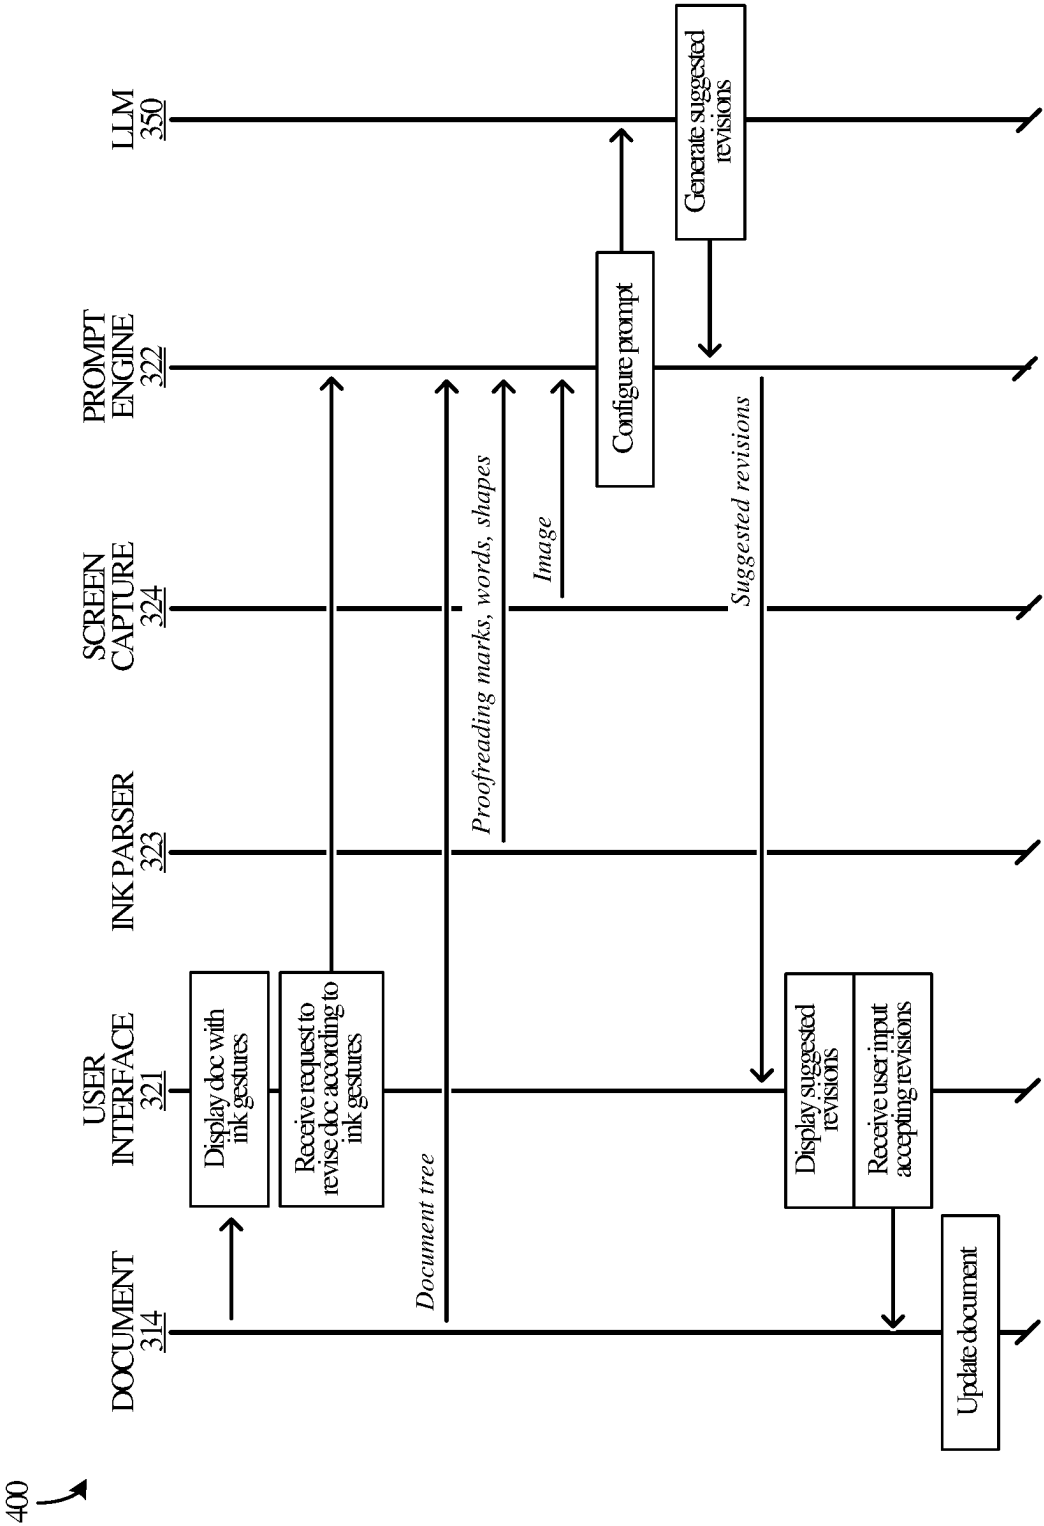 400
DOCUMENT
314
USER
INTERFACE
321
INK PARSER
323
SCREEN
CAPTURE
324
PROMPT
ENGINE
322
LLM
350
Display doc with
ink gestures
Receive request to
revise doc according to
ink gestures
Document tree
Proofreading marks, words, shapes
Image
Configure prompt
Generate suggested
revisions
Suggested revisions
Display suggested
revisions
Receive user input
accepting revisions
Update document